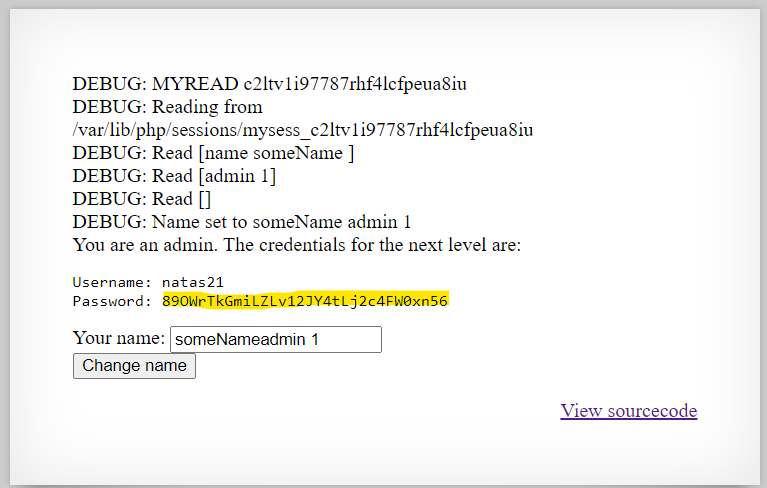 DEBUG: MYREAD c2ltv1i97787rhf4lcfpeua8iu
DEBUG: Reading from
/var/lib/php/sessions/mysess_c2ltv1i97787rhf4lcfpeua8iu
DEBUG: Read [name someName ]
DEBUG: Read [admin 1]
DEBUG: Read []
DEBUG: Name set to someName admin 1
You are an admin. The credentials for the next level are:
Username: natas21
Password: 89OWrTkGmiLZLv12JY4tLj2c4FW0xn56
Your name: someNameadmin 1
Change name
View sourcecode